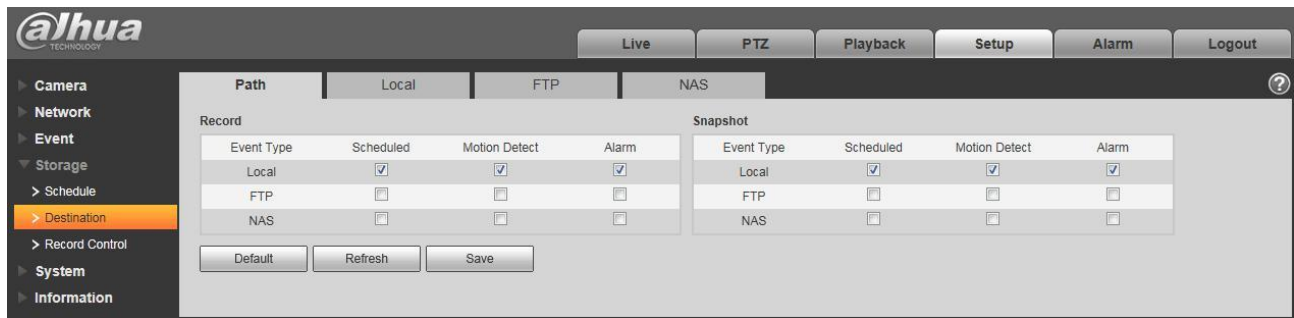 alhua
TECHNOLOGY
Live PTZ Playback Setup Alarm Logout
Camera
Network
Event
Storage
> Schedule
> Destination
> Record Control
System
Information
Path Local FTP NAS
?
Record
Event Type Scheduled Motion Detect Alarm
Local
FTP
NAS
Snapshot
Event Type Scheduled Motion Detect Alarm
Local
FTP
NAS
Default Refresh Save